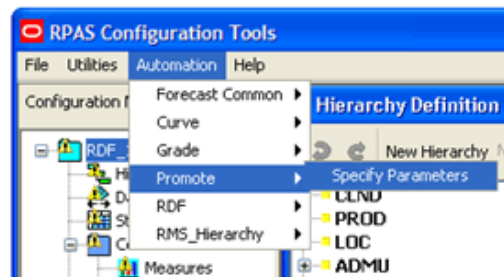 RPAS Configuration Tools
File Utilities Automation Help
Configuration
Forecast Common
Curve
Grade
Promote
RDF
RMS_Hierarchy
Specify Parameters
Hierarchy Definition
New Hierarchy
RDF_
Measures
CLND
PROD
LOC
ADMU